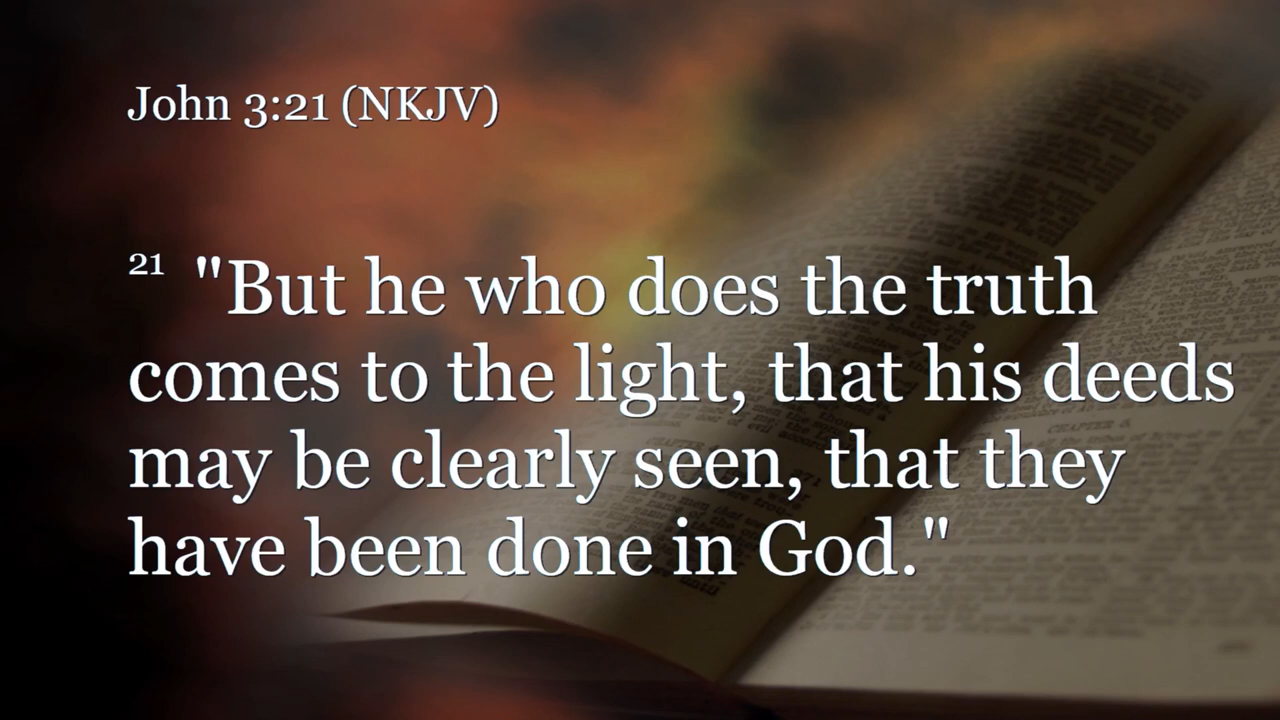 John 3:21 (NKJV)
21 "But he who does the truth
comes to the light, that his deeds
may be clearly seen, that they
have been done in God."